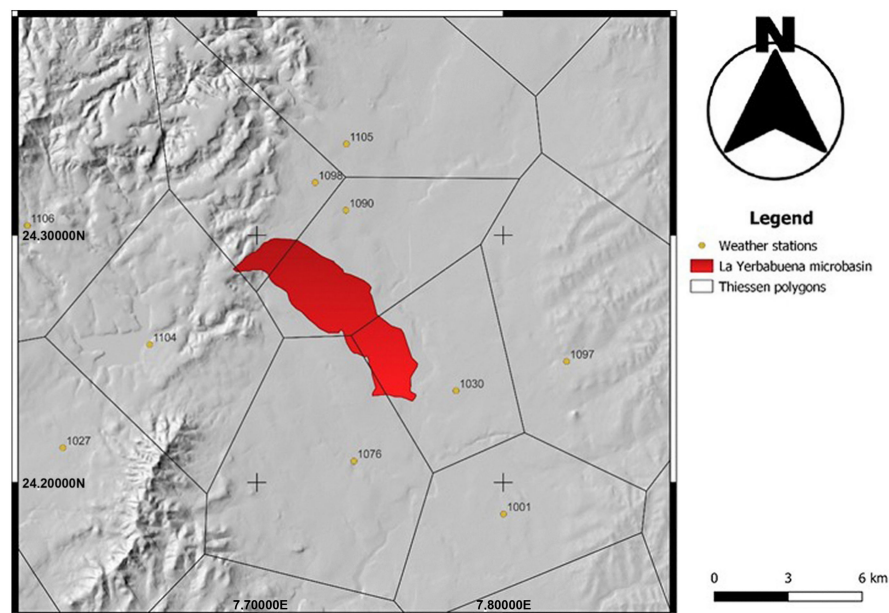 N
1105
1098
1090
1106
24.30000N
1104
1097
1030
1027
1076
24.20000N
1001
7.70000E
7.80000E
Legend
Weather stations
La Yerbabuena microbasin
Thiessen polygons
0 3 6 km